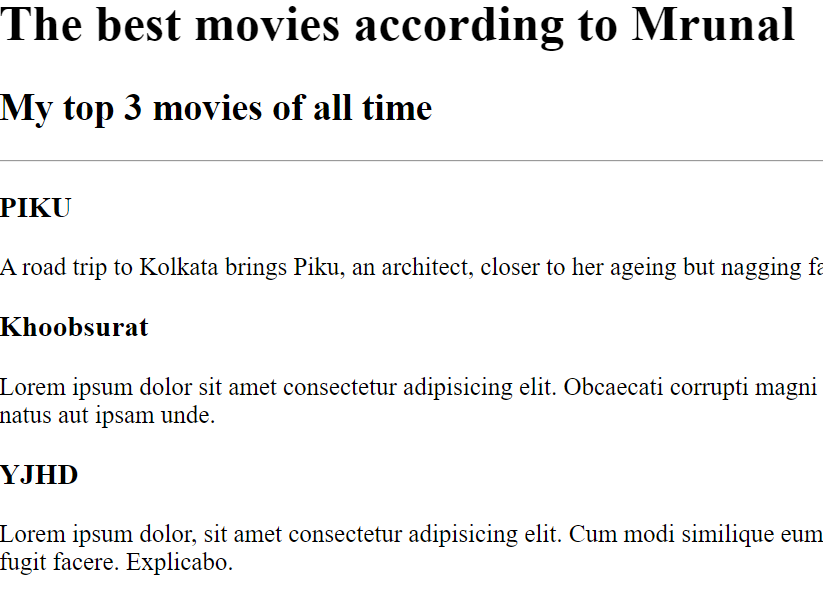 The best movies according to Mrunal
My top 3 movies of all time
PIKU
A road trip to Kolkata brings Piku, an architect, closer to her ageing but nagging
Khoobsurat
Lorem ipsum dolor sit amet consectetur adipisicing elit. Obcaecati corrupti magni
natus aut ipsam unde.
YJHD
Lorem ipsum dolor, sit amet consectetur adipisicing elit. Cum modi similique eum
fugit facere. Explicabo.